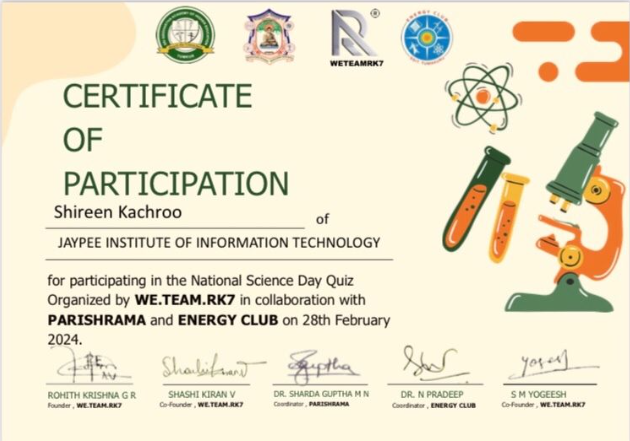 WETEAMRK7
ENERGY CLUB
CERTIFICATE
OF
PARTICIPATION
Shireen Kachroo
of
JAYPEE INSTITUTE OF INFORMATION TECHNOLOGY
for participating in the National Science Day Quiz
Organized by WE.TEAM.RK7 in collaboration with
PARISHRAMA and ENERGY CLUB on 28th February
2024.
ROHITH KRISHNA G R SHASHI KIRAN V DR. SHARDA GUPTHA M N DR. N PRADEEP S M YOGEESH
Founder , WE.TEAM.RK7 Co-Founder , WE.TEAM.RK7 Coordinator , PARISHRAMA Coordinator , ENERGY CLUB Co-Founder , WE.TEAM.RK7